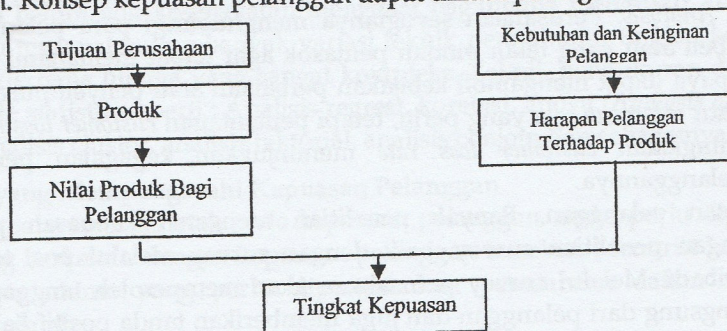 Konsep kepuasan pelanggan dapat
Tujuan Perusahaan
Produk
Nilai Produk Bagi
Pelanggan
Kebutuhan dan Keinginan
Pelanggan
Harapan Pelanggan
Terhadap Produk
Tingkat Kepuasan